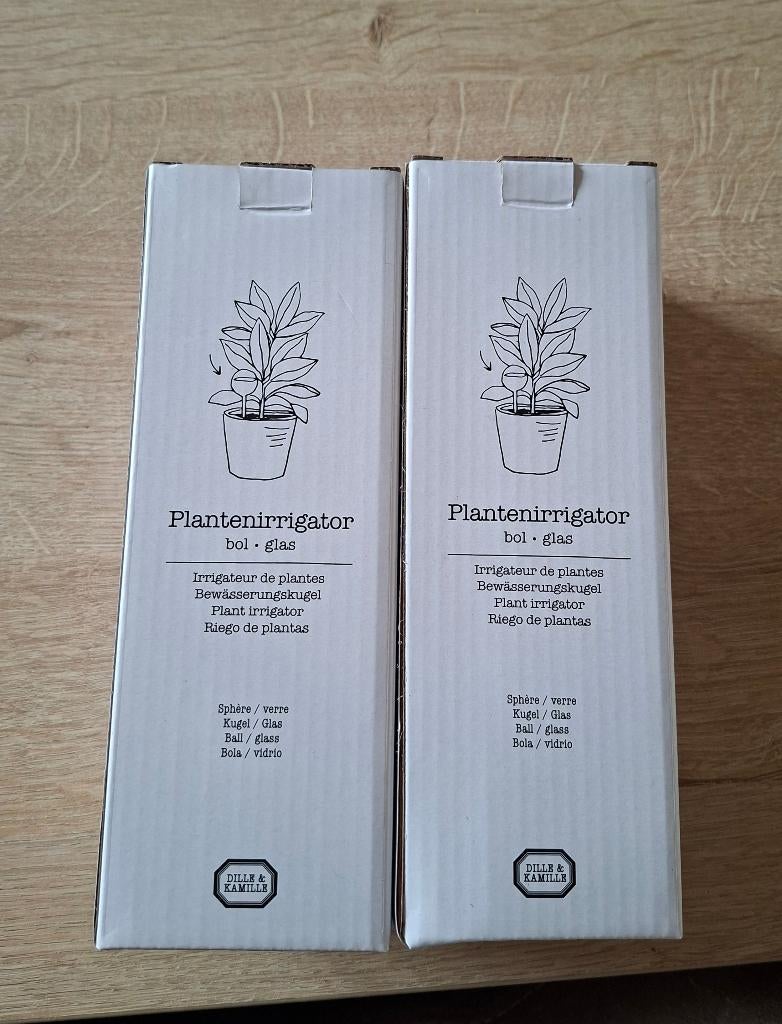 Plantenirrigator
bol • glas
Irrigateur de plantes
Bewässerungskugel
Plant irrigator
Riego de plantas
Sphère / verre
Kugel / Glas
Ball / glass
Bola / vidrio
DILLE &
KAMILLE
Plantenirrigator
bol • glas
Irrigateur de plantes
Bewässerungskugel
Plant irrigator
Riego de plantas
Sphère / verre
Kugel / Glas
Ball / glass
Bola / vidrio
DILLE &
KAMILLE